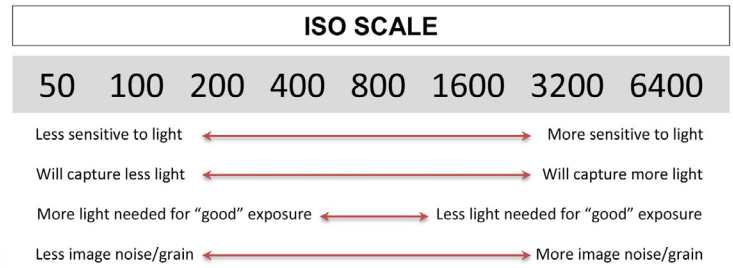 ISO SCALE
50 100 200 400 800 1600 3200 6400
Less sensitive to light More sensitive to light
Will capture less light Will capture more light
More light needed for “good” exposure Less light needed for “good” exposure
Less image noise/grain More image noise/grain